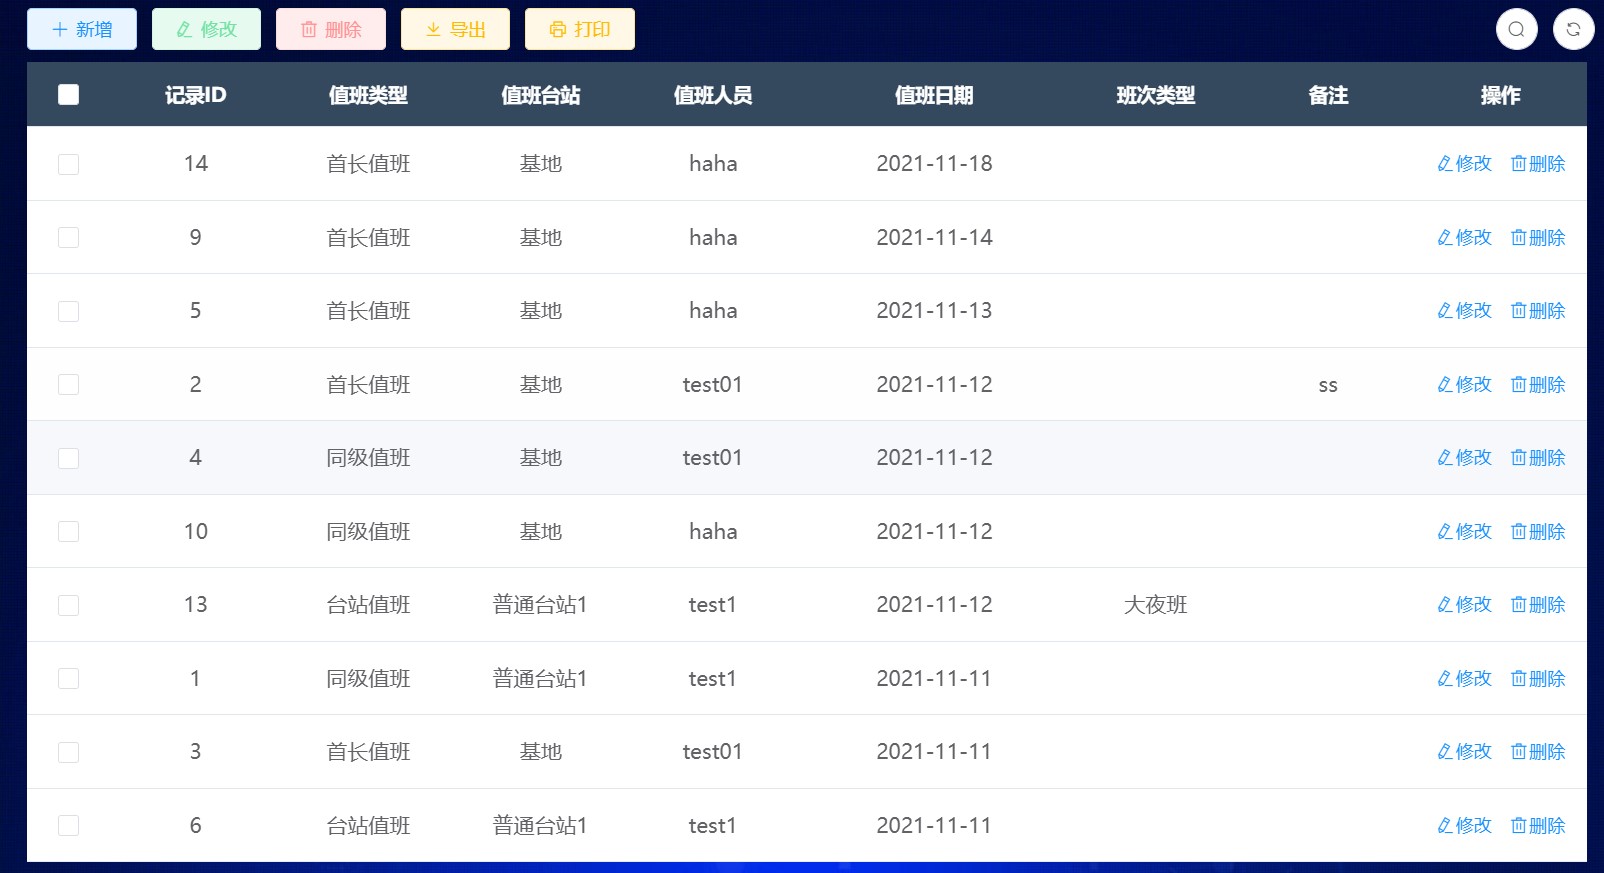 新增 修改 删除 导出 打印
记录ID 值班类型 值班台站 值班人员 值班日期 班次类型 备注 操作
14 首长值班 基地 haha 2021-11-18 修改 删除
9 首长值班 基地 haha 2021-11-14 修改 删除
5 首长值班 基地 haha 2021-11-13 修改 删除
2 首长值班 基地 test01 2021-11-12 ss 修改 删除
4 同级值班 基地 test01 2021-11-12 修改 删除
10 同级值班 基地 haha 2021-11-12 修改 删除
13 台站值班 普通台站1 test1 2021-11-12 大夜班 修改 删除
1 同级值班 普通台站1 test1 2021-11-11 修改 删除
3 首长值班 基地 test01 2021-11-11 修改 删除
6 台站值班 普通台站1 test1 2021-11-11 修改 删除